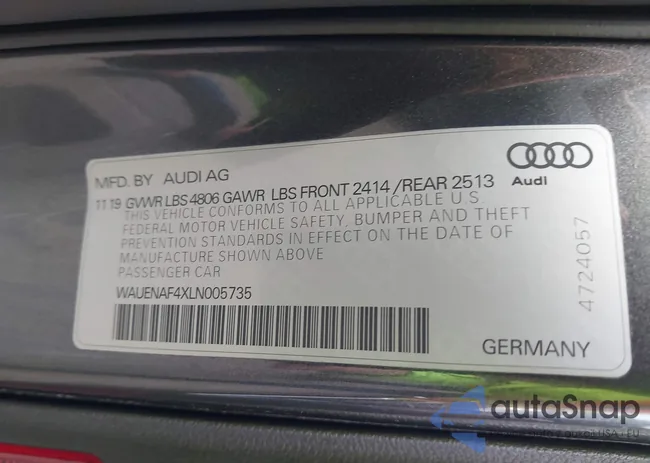 MFD. BY AUDI AG
11 19 GVWR LBS 4806 GAWR LBS FRONT 2414 /REAR 2513
Audi
THIS VEHICLE CONFORMS TO ALL APPLICABLE U.S.
FEDERAL MOTOR VEHICLE SAFETY, BUMPER AND THEFT
PREVENTION STANDARDS IN EFFECT ON THE DATE OF
MANUFACTURE SHOWN ABOVE
PASSENGER CAR
WAUENAF4XLN005735
4724057
GERMANY
autaSnap